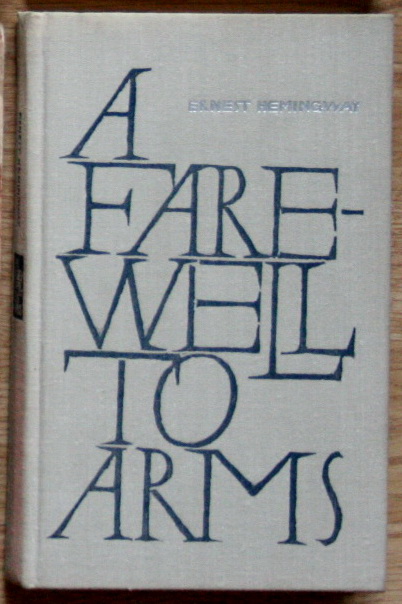 ERNEST HEMINGWAY
A
FARE-
WELL
TO
ARMS